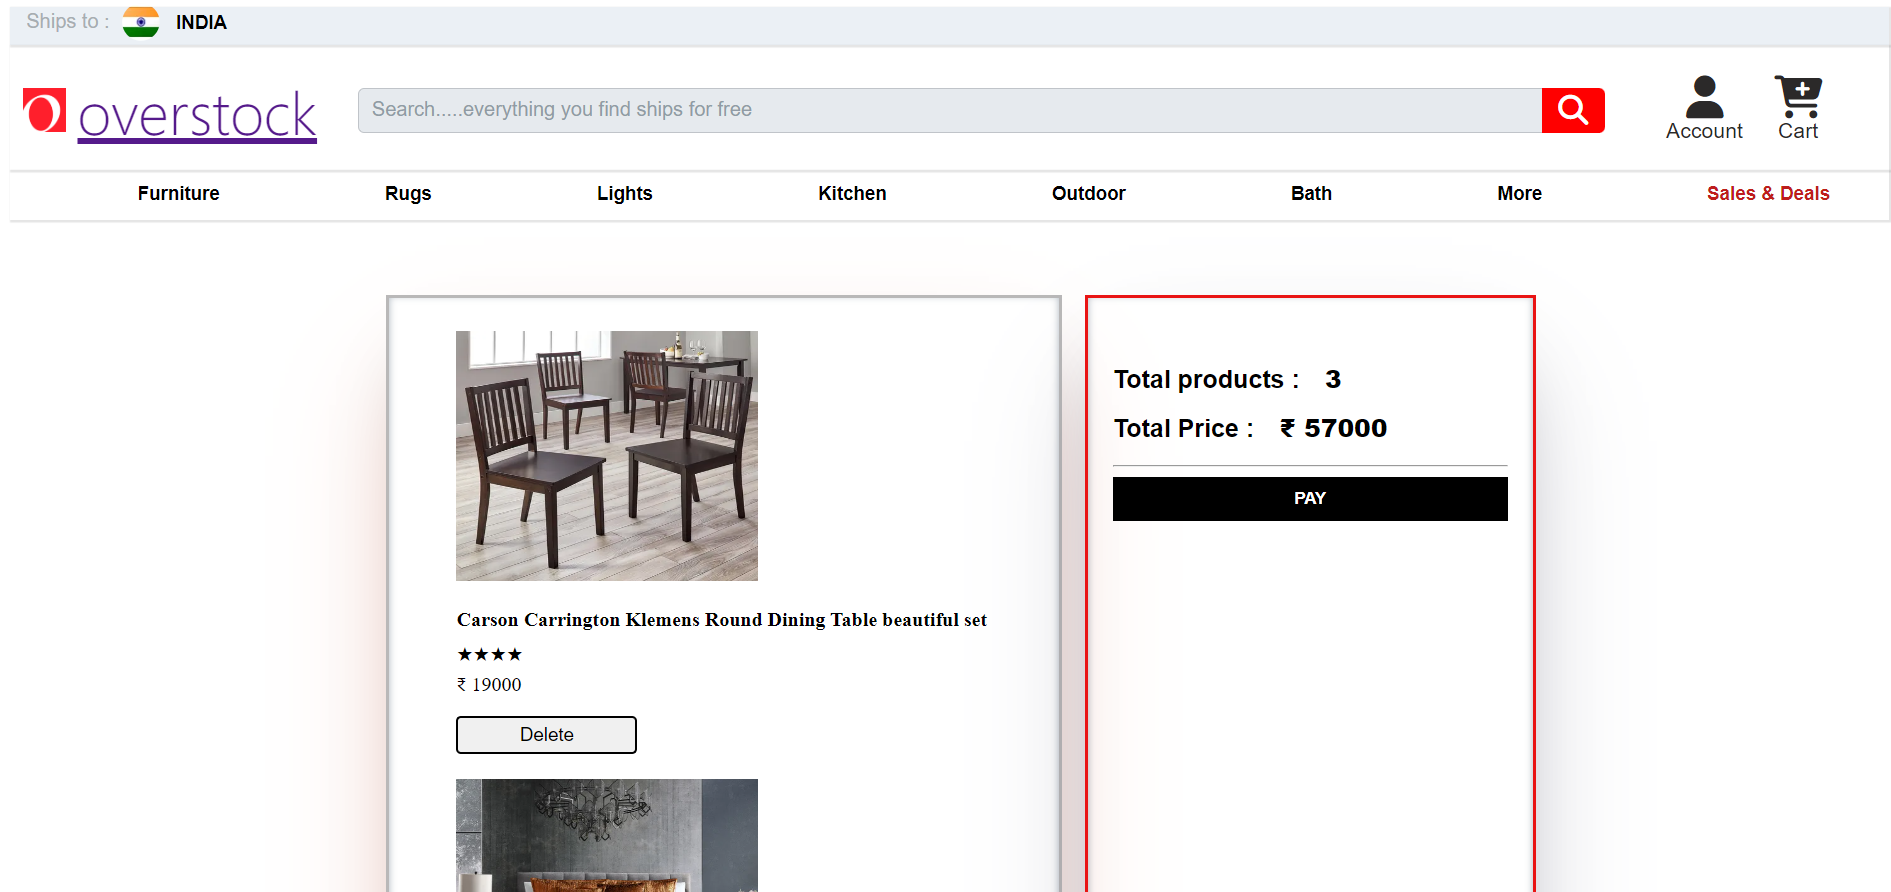 Ships to : INDIA
overstock
Search.....everything you find ships for free
Account Cart
Furniture Rugs Lights Kitchen Outdoor Bath More Sales & Deals
Total products : 3
Total Price : ₹ 57000
PAY
Carson Carrington Klemens Round Dining Table beautiful set
★★★★
₹ 19000
Delete